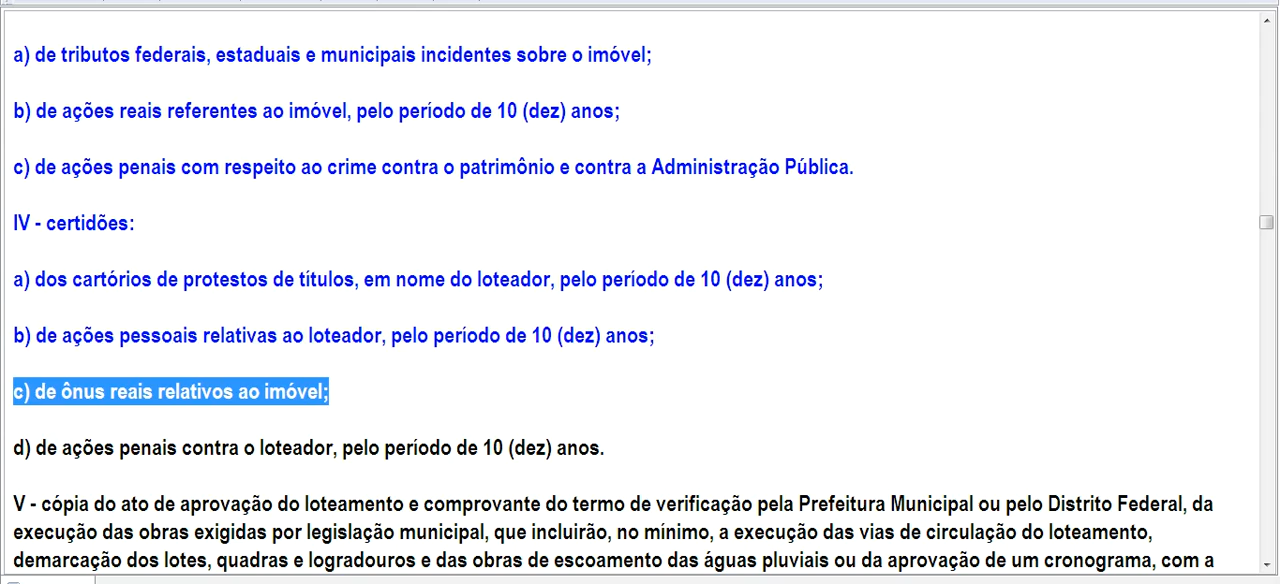 a) de tributos federais, estaduais e municipais incidentes sobre o imóvel;
b) de ações reais referentes ao imóvel, pelo período de 10 (dez) anos;
c) de ações penais com respeito ao crime contra o patrimônio e contra a Administração Pública.
IV - certidões:
a) dos cartórios de protestos de títulos, em nome do loteador, pelo período de 10 (dez) anos;
b) de ações pessoais relativas ao loteador, pelo período de 10 (dez) anos;
c) de ônus reais relativos ao imóvel;
d) de ações penais contra o loteador, pelo período de 10 (dez) anos.
V - cópia do ato de aprovação do loteamento e comprovante do termo de verificação pela Prefeitura Municipal ou pelo Distrito Federal, da
execução das obras exigidas por legislação municipal, que incluirão, no mínimo, a execução das vias de circulação do loteamento,
demarcação dos lotes, quadras e logradouros e das obras de escoamento das águas pluviais ou da aprovação de um cronograma, com a